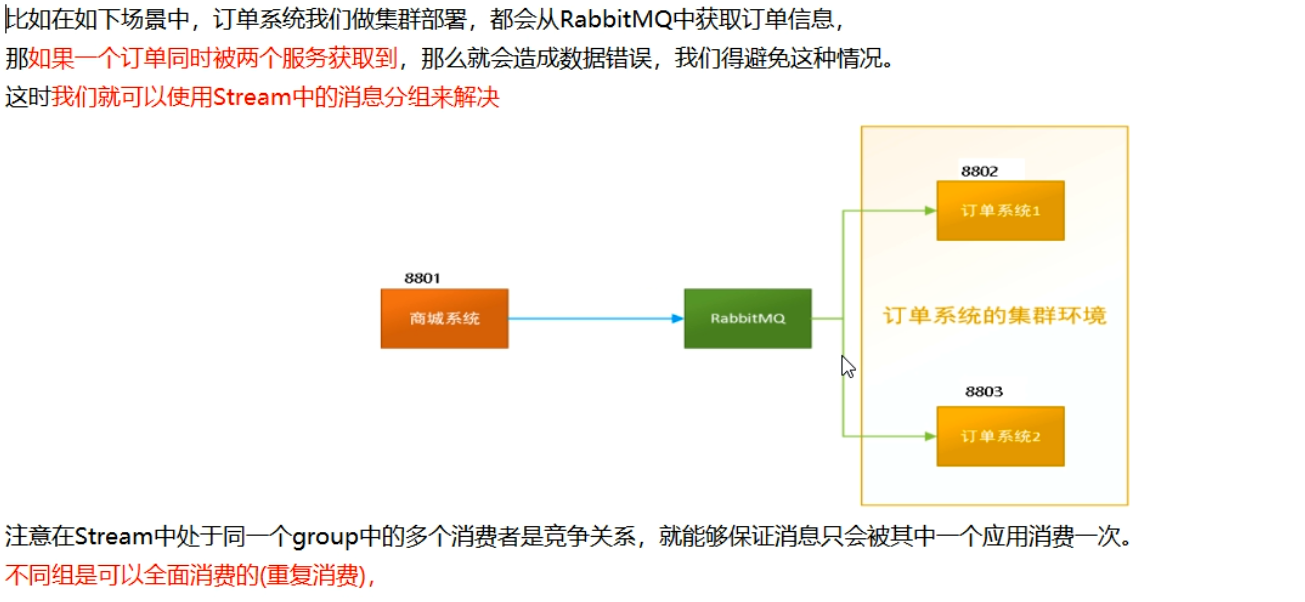 比如在如下场景中，订单系统我们做集群部署，都会从RabbitMQ中获取订单信息，
那如果一个订单同时被两个服务获取到，那么就会造成数据错误，我们得避免这种情况。
这时我们就可以使用Stream中的消息分组来解决
8802
订单系统1
8801
商城系统
RabbitMQ
订单系统的集群环境
8803
订单系统2
注意在Stream中处于同一个group中的多个消费者是竞争关系，就能够保证消息只会被其中一个应用消费一次。
不同组是可以全面消费的(重复消费)，